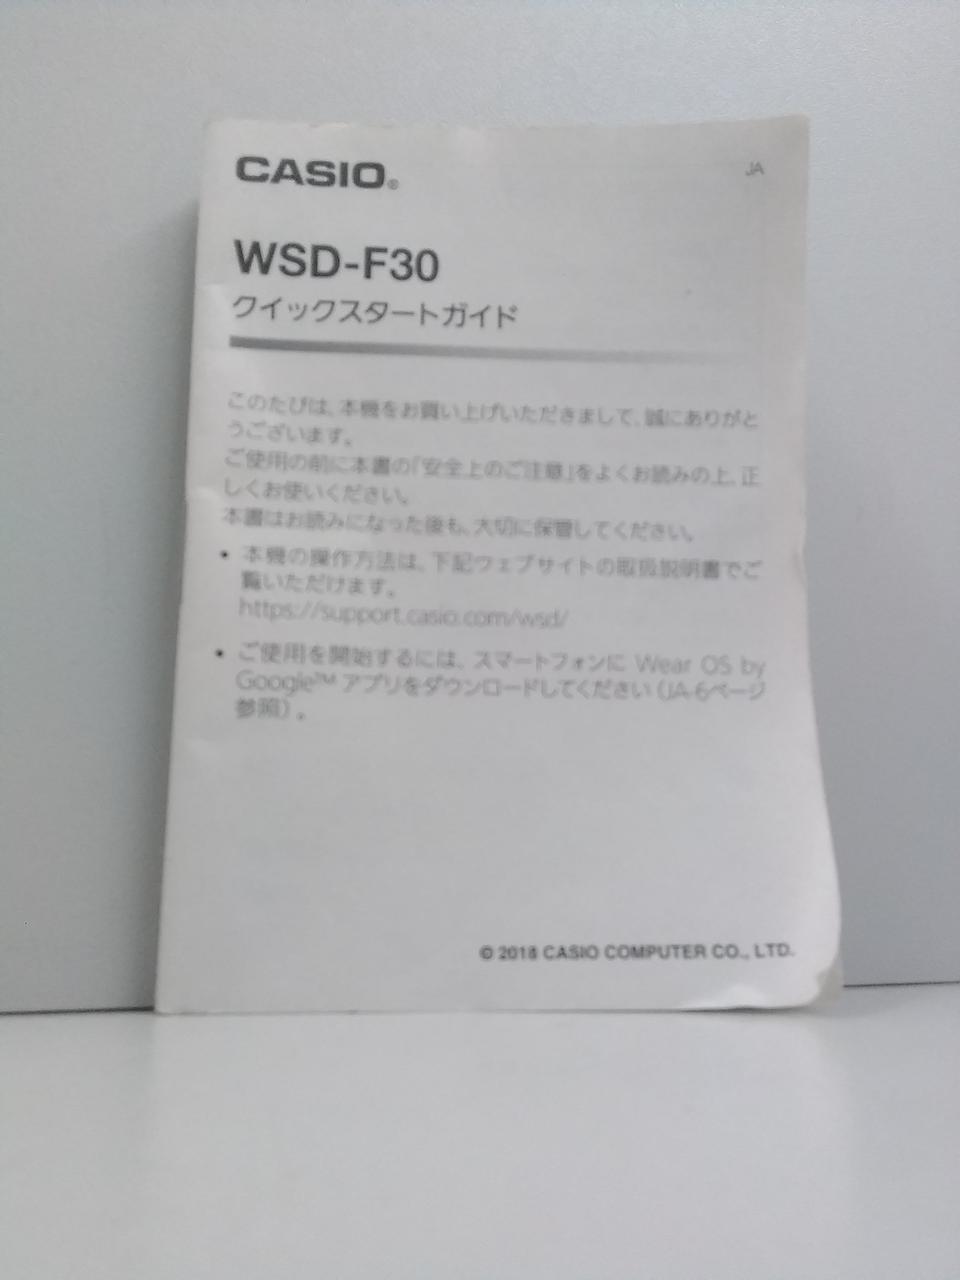 CASIO®
JA
WSD-F30
クイックスタートガイド
このたびは、本機をお買い上げいただきまして、誠にありがと
うございます。
ご使用の前に本書の「安全上のご注意」をよくお読みの上、正
しくお使いください。
本書はお読みになった後も、大切に保管してください。
• 本機の操作方法は、下記ウェブサイトの取扱説明書でご
覧いただけます。
https://support.casio.com/wsd/
• ご使用を開始するには、スマートフォンに Wear OS by
Google™ アプリをダウンロードしてください（JA-6ページ
参照）。
© 2018 CASIO COMPUTER CO., LTD.